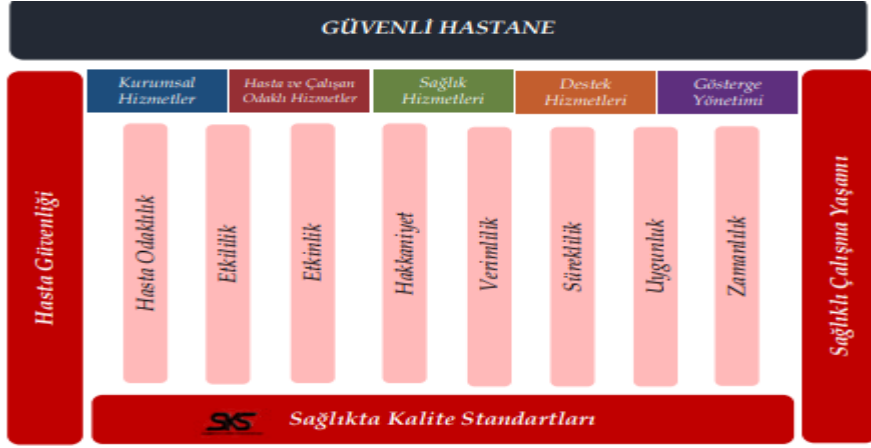 GÜVENLİ HASTANE
Kurumsal
Hizmetler
Hasta ve Çalışan
Odaklı Hizmetler
Sağlık
Hizmetleri
Destek
Hizmetleri
Gösterge
Yönetimi
Hasta Güvenliği
Hasta Odaklılık
Etkililik
Etkinlik
Hakkaniyet
Verimlilik
Süreklilik
Uygunluk
Zamanlılık
Sağlıklı Çalışma Yaşamı
SKS Sağlıkta Kalite Standartları